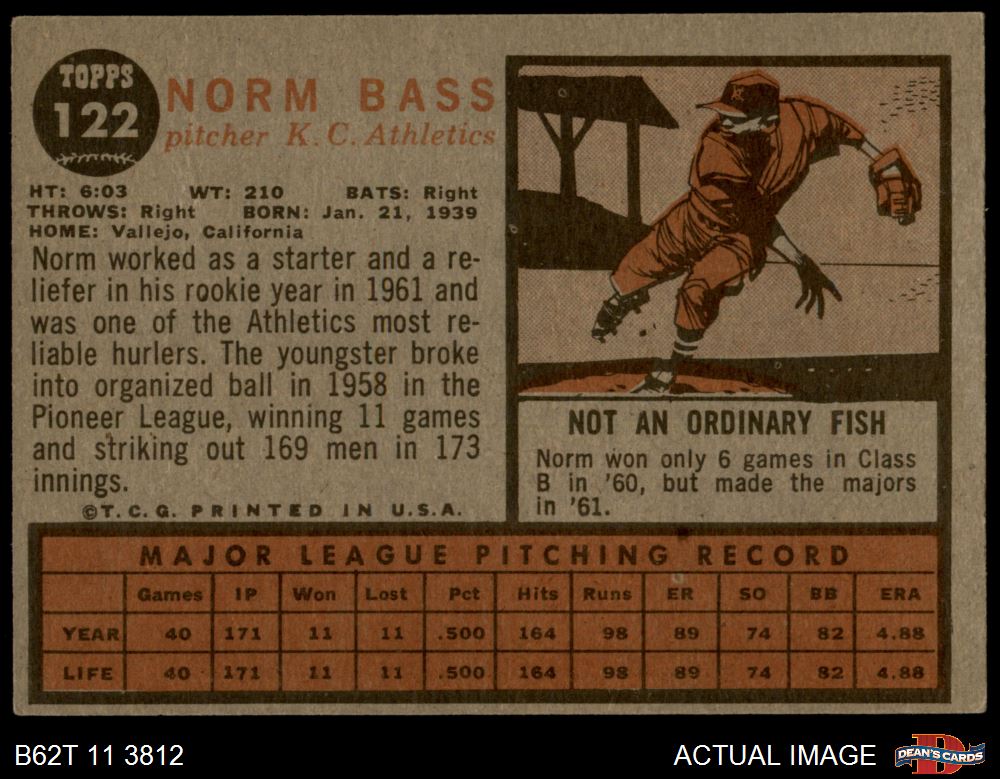 TOPPS
122
NORM BASS
pitcher K.C. Athletics
HT: 6:03 WT: 210 BATS: Right
THROWS: Right BORN: Jan. 21, 1939
HOME: Vallejo, California
Norm worked as a starter and a re-
liefer in his rookie year in 1961 and
was one of the Athletics most re-
liable hurlers. The youngster broke
into organized ball in 1958 in the
Pioneer League, winning 11 games
and striking out 169 men in 173
innings.
©T.C.G. PRINTED IN U.S.A.
NOT AN ORDINARY FISH
Norm won only 6 games in Class
B in '60, but made the majors
in '61.
MAJOR LEAGUE PITCHING RECORD
Games IP Won Lost Pct Hits Runs ER SO BB ERA
YEAR 40 171 11 11 .500 164 98 89 74 82 4.88
LIFE 40 171 11 11 .500 164 98 89 74 82 4.88
B62T 11 3812
ACTUAL IMAGE
DEAN'S CARDS